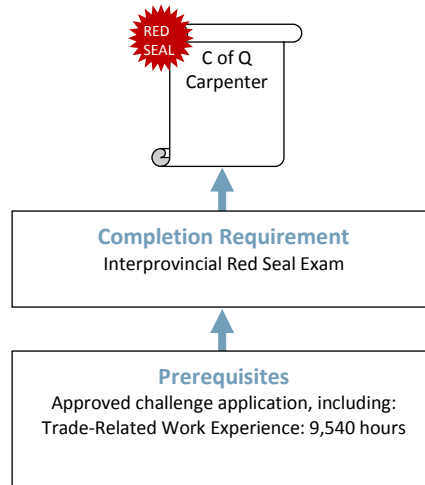 RED
SEAL
C of Q
Carpenter
Completion Requirement
Interprovincial Red Seal Exam
Prerequisites
Approved challenge application, including:
Trade-Related Work Experience: 9,540 hours